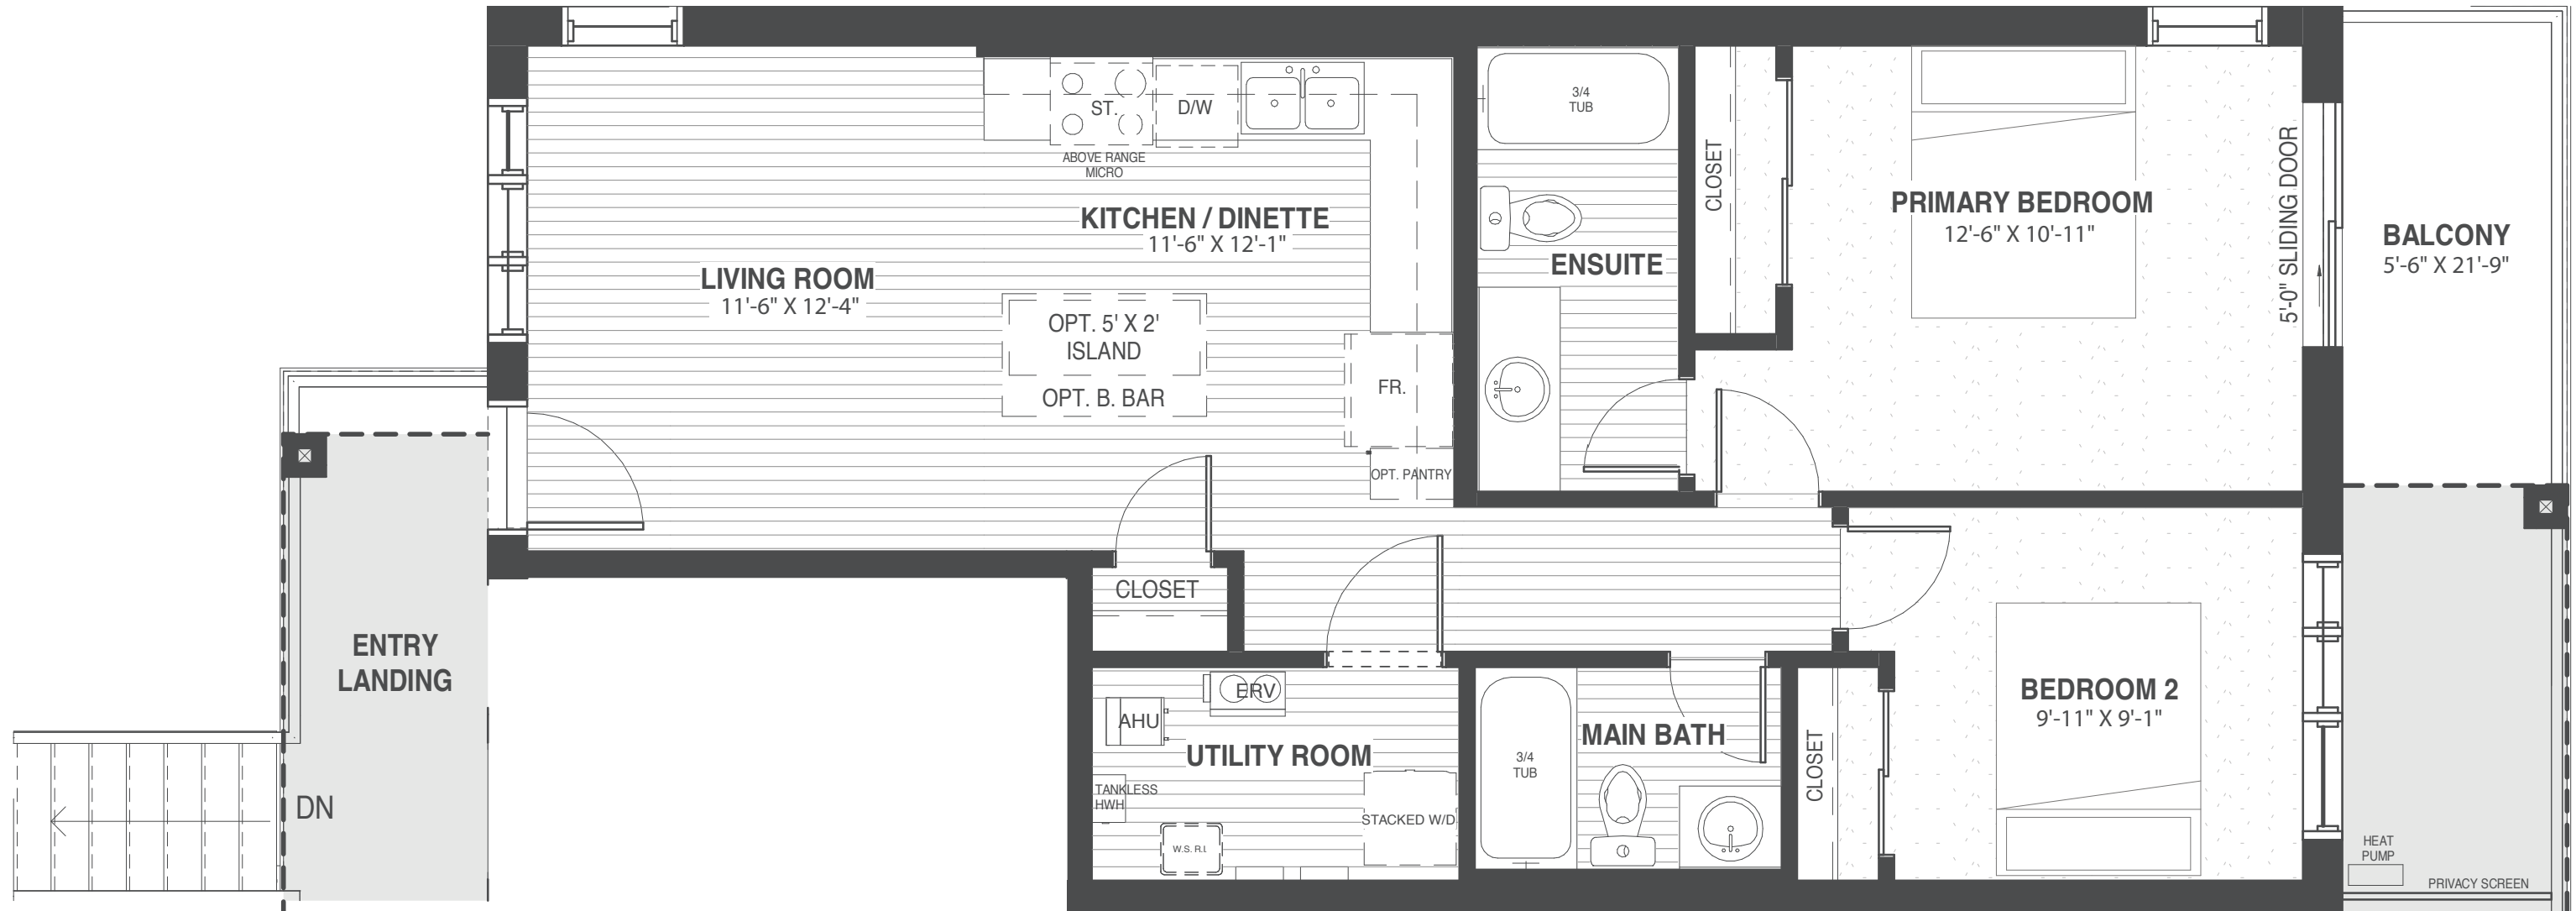 3/4
TUB
ST.
D/W
ABOVE RANGE
MICRO
CLOSET
PRIMARY BEDROOM
12'-6" X 10'-11"
5'-0" SLIDING DOOR
BALCONY
5'-6" X 21'-9"
KITCHEN / DINETTE
11'-6" X 12'-1"
LIVING ROOM
11'-6" X 12'-4"
ENSUITE
OPT. 5' X 2'
ISLAND
OPT. B. BAR
FR.
OPT. PANTRY
CLOSET
ENTRY
LANDING
DN
ERV
AHU
UTILITY ROOM
TANKLESS
HWH
W.S. R.I.
STACKED W/D
3/4
TUB
MAIN BATH
CLOSET
BEDROOM 2
9'-11" X 9'-1"
HEAT
PUMP
PRIVACY SCREEN